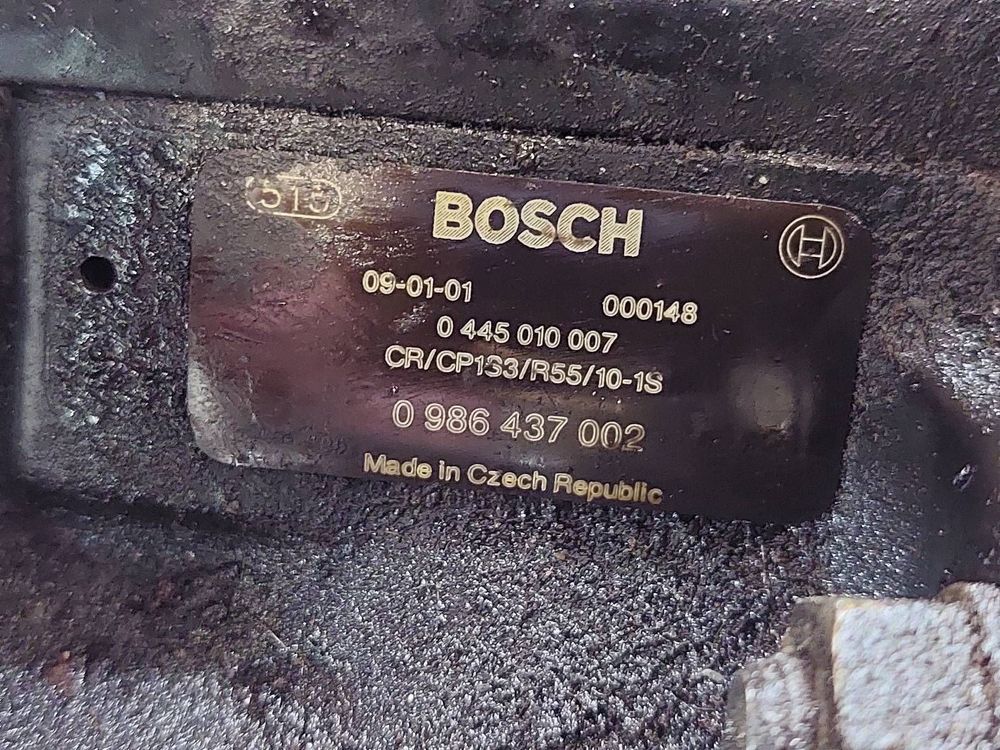 515 BOSCH H
09-01-01 000148
0 445 010 007
CR/CP1S3/R55/10-1S
0 986 437 002
Made in Czech Republic